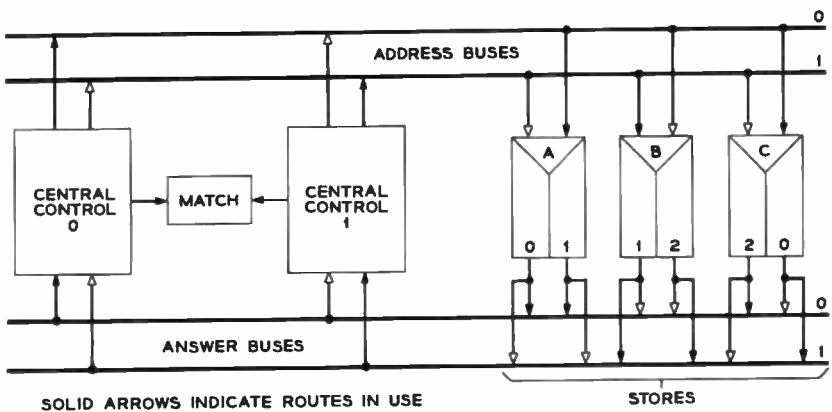 0
ADDRESS BUSES
1
A B C
CENTRAL
CONTROL
0
MATCH
CENTRAL
CONTROL
1
0 1 1 2 2 0
0
ANSWER BUSES
1
SOLID ARROWS INDICATE ROUTES IN USE
STORES